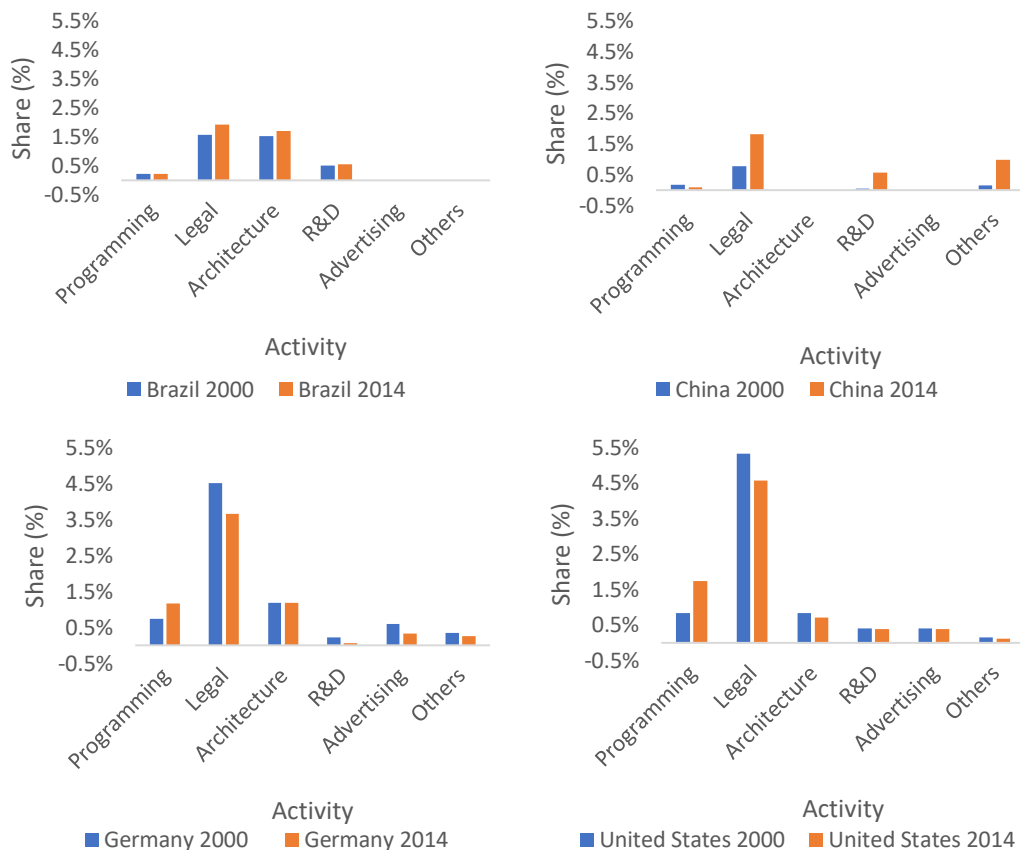 5.5%
4.5%
3.5%
2.5%
1.5%
0.5%
-0.5%
Share (%)
Programming
Legal
Architecture
R&D
Advertising
Others
Activity
Brazil 2000 Brazil 2014
5.5%
4.5%
3.5%
2.5%
1.5%
0.5%
-0.5%
Share (%)
Programming
Legal
Architecture
R&D
Advertising
Others
Activity
China 2000 China 2014
5.5%
4.5%
3.5%
2.5%
1.5%
0.5%
-0.5%
Share (%)
Programming
Legal
Architecture
R&D
Advertising
Others
Activity
Germany 2000 Germany 2014
5.5%
4.5%
3.5%
2.5%
1.5%
0.5%
-0.5%
Share (%)
Programming
Legal
Architecture
R&D
Advertising
Others
Activity
United States 2000 United States 2014